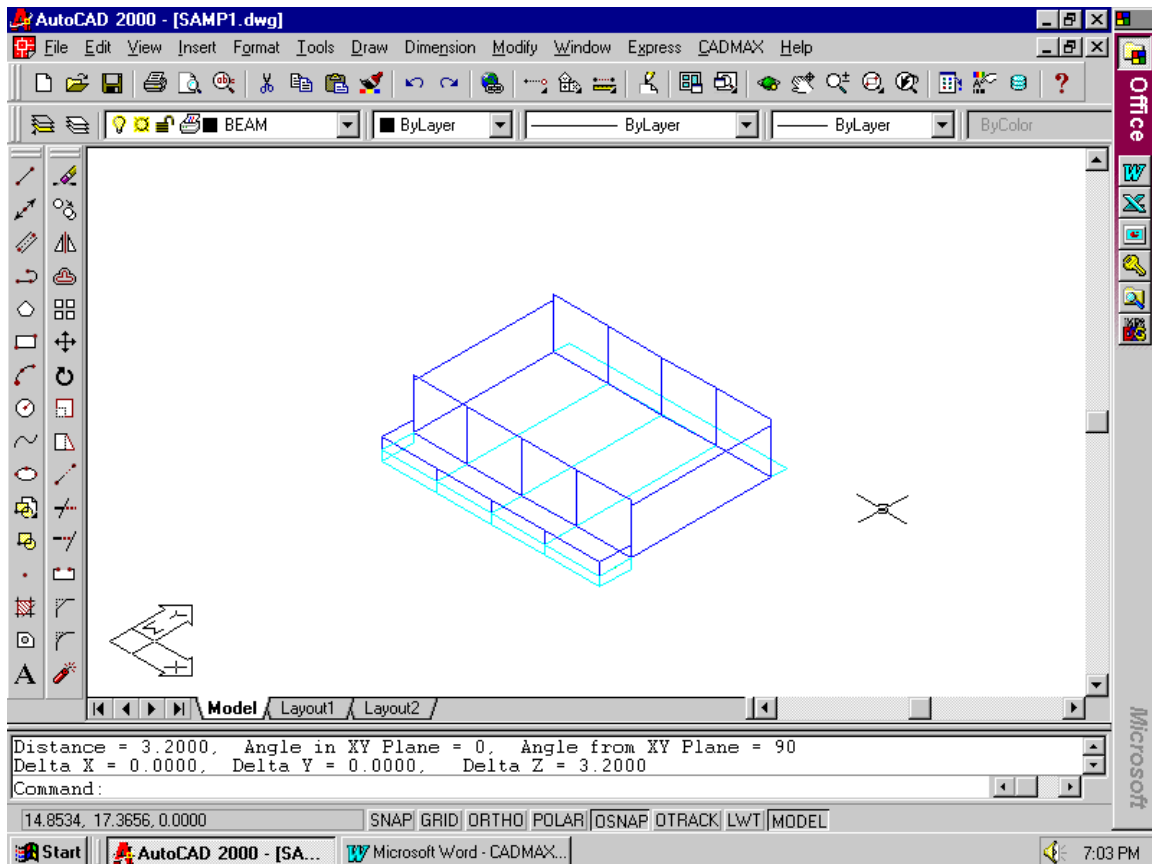 AutoCAD 2000 - [SAMP1.dwg]
File Edit View Insert Format Tools Draw Dimension Modify Window Express CADMAX Help
BEAM ByLayer ByLayer ByLayer ByColor
Office
Model Layout1 Layout2
Distance = 3.2000, Angle in XY Plane = 0, Angle from XY Plane = 90
Delta X = 0.0000, Delta Y = 0.0000, Delta Z = 3.2000
Command:
14.8534, 17.3656, 0.0000 SNAP GRID ORTHO POLAR OSNAP OTRACK LWT MODEL
Microsoft
Start AutoCAD 2000 - [SA... Microsoft Word - CADMAX... 7:03 PM